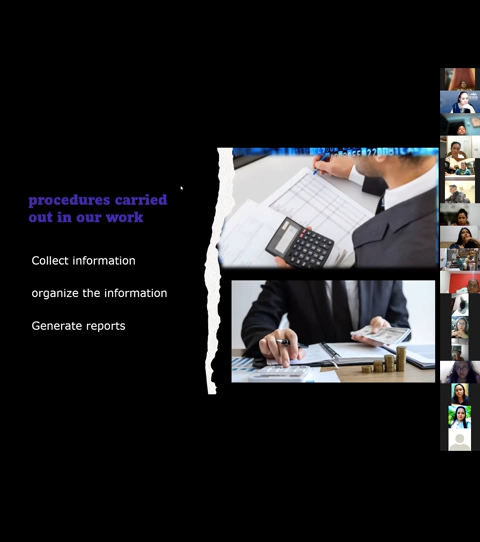 procedures carried
out in our work
Collect information
organize the information
Generate reports